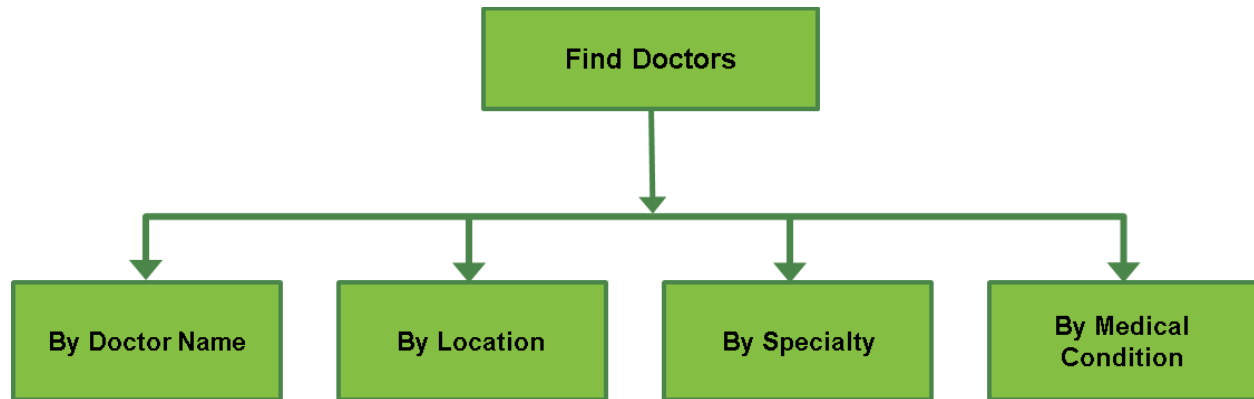 Find Doctors
By Doctor Name
By Location
By Specialty
By Medical
Condition